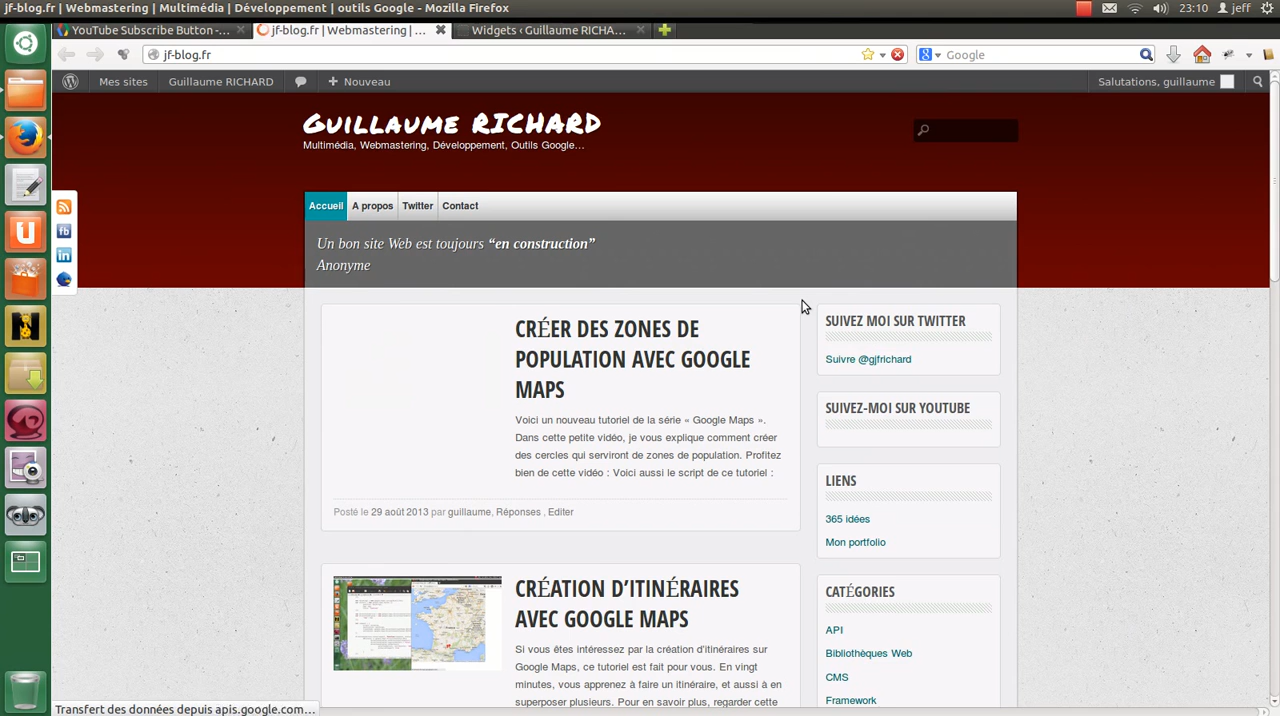 jf-blog.fr | Webmastering | Multimédia | Développement | outils Google - Mozilla Firefox
23:10 jeff
YouTube Subscribe Button -... jf-blog.fr | Webmastering | ... Widgets ‹ Guillaume RICHA...
jf-blog.fr Google
Mes sites Guillaume RICHARD Nouveau Salutations, guillaume
Guillaume RICHARD
Multimédia, Webmastering, Développement, Outils Google...
Accueil A propos Twitter Contact
Un bon site Web est toujours “en construction”
Anonyme
CRÉER DES ZONES DE
POPULATION AVEC GOOGLE
MAPS
Voici un nouveau tutoriel de la série « Google Maps ».
Dans cette petite vidéo, je vous explique comment créer
des cercles qui serviront de zones de population. Profitez
bien de cette vidéo : Voici aussi le script de ce tutoriel :
Posté le 29 août 2013 par guillaume, Réponses , Editer
CRÉATION D’ITINÉRAIRES
AVEC GOOGLE MAPS
Si vous êtes intéressez par la création d’itinéraires sur
Google Maps, ce tutoriel est fait pour vous. En vingt
minutes, vous apprenez à faire un itinéraire, et aussi à en
superposer plusieurs. Pour en savoir plus, regarder cette
SUIVEZ MOI SUR TWITTER
Suivre @gjfrichard
SUIVEZ-MOI SUR YOUTUBE
LIENS
365 idées
Mon portfolio
CATÉGORIES
API
Bibliothèques Web
CMS
Framework
Transfert des données depuis apis.google.com...